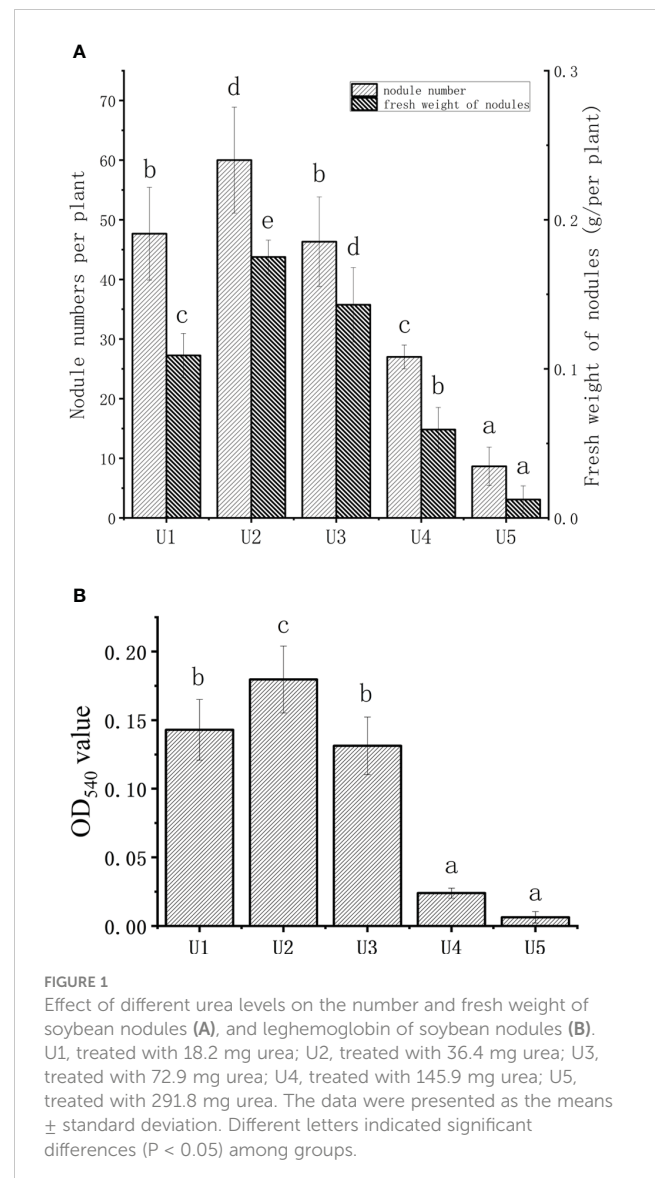 A
nodule number
fresh weight of nodules
Nodule numbers per plant
70
60
50
40
30
20
10
0
Fresh weight of nodules (g/per plant)
0.3
0.2
0.1
0.0
b
c
d
e
b
d
c
b
a
a
U1 U2 U3 U4 U5
B
OD540 value
0.20
0.15
0.10
0.05
0.00
b
c
b
a
a
U1 U2 U3 U4 U5
FIGURE 1
Effect of different urea levels on the number and fresh weight of
soybean nodules (A), and leghemoglobin of soybean nodules (B).
U1, treated with 18.2 mg urea; U2, treated with 36.4 mg urea; U3,
treated with 72.9 mg urea; U4, treated with 145.9 mg urea; U5,
treated with 291.8 mg urea. The data were presented as the means
± standard deviation. Different letters indicated significant
differences (P < 0.05) among groups.